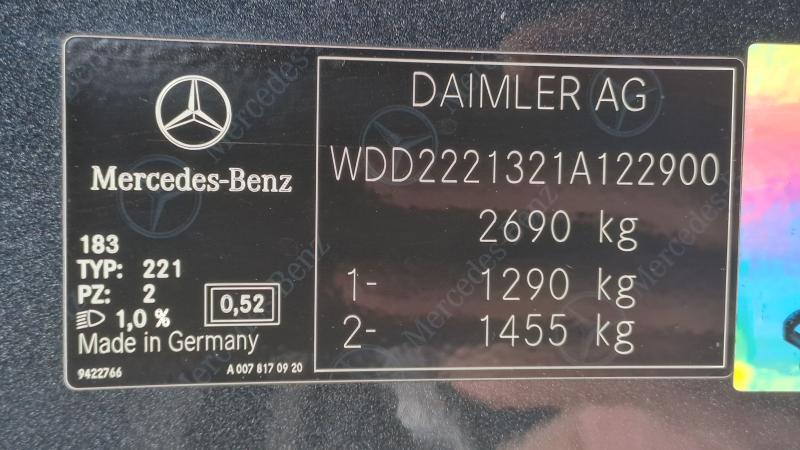 Mercedes-Benz
183
TYP: 221
PZ: 2
1,0 %
0,52
Made in Germany
9422766
A 007 817 09 20
DAIMLER AG
WDD2221321A122900
2690 kg
1- 1290 kg
2- 1455 kg